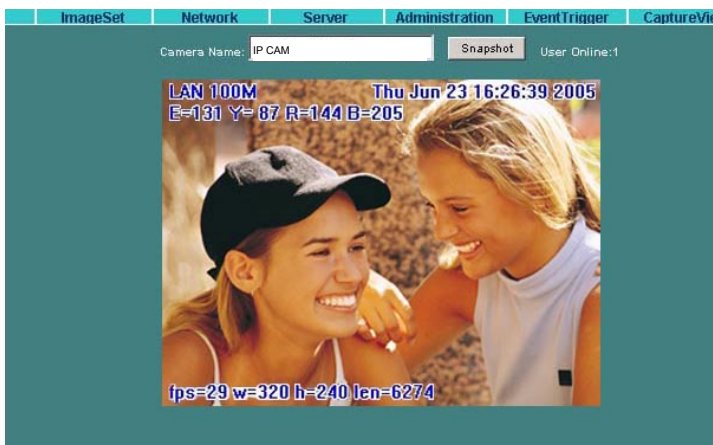 ImageSet Network Server Administration EventTrigger CaptureVie
Camera Name: IP CAM Snapshot User Online:1
LAN 100M Thu Jun 23 16:26:39 2005
E=131 Y= 87 R=144 B=205
fps=29 w=320 h=240 len=6274